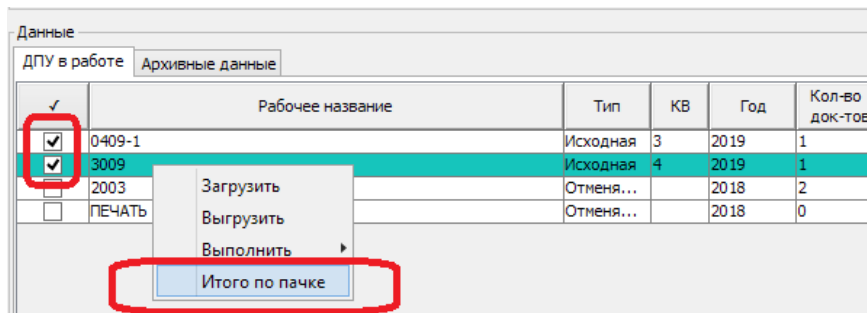 Данные
ДПУ в работе Архивные данные
✓ Рабочее название Тип КВ Год Кол-во док-тов
0409-1 Исходная 3 2019 1
3009 Исходная 4 2019 1
2003 Отменя... 2018 2
ПЕЧАТЬ Отменя... 2018 0
Загрузить
Выгрузить
Выполнить
Итого по пачке